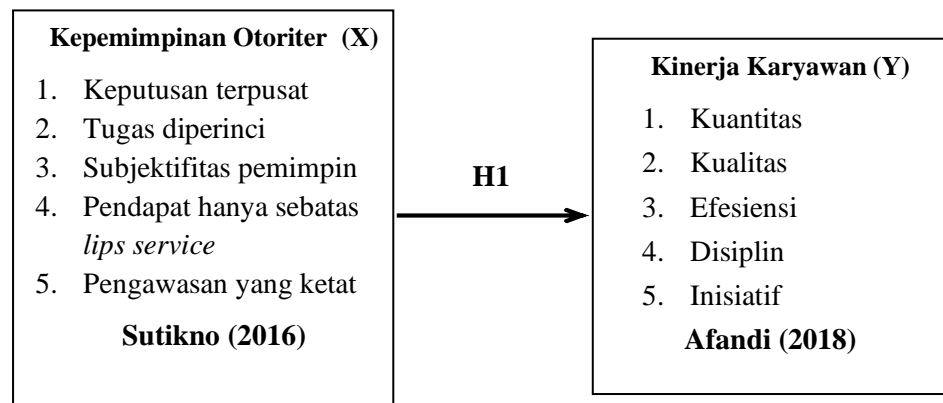 Kepemimpinan Otoriter (X)
1. Keputusan terpusat
2. Tugas diperinci
3. Subjektifitas pemimpin
4. Pendapat hanya sebatas
lips service
5. Pengawasan yang ketat
Sutikno (2016)
H1
Kinerja Karyawan (Y)
1. Kuantitas
2. Kualitas
3. Efesiensi
4. Disiplin
5. Inisiatif
Afandi (2018)